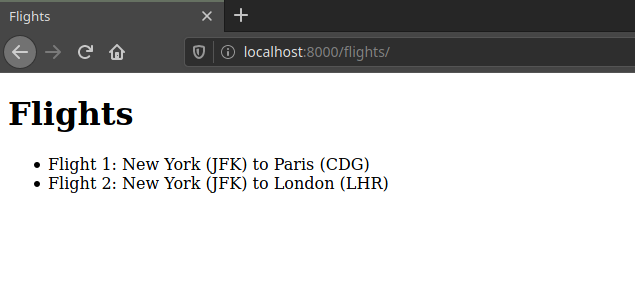 Flights
localhost:8000/flights/
Flights
Flight 1: New York (JFK) to Paris (CDG)
Flight 2: New York (JFK) to London (LHR)